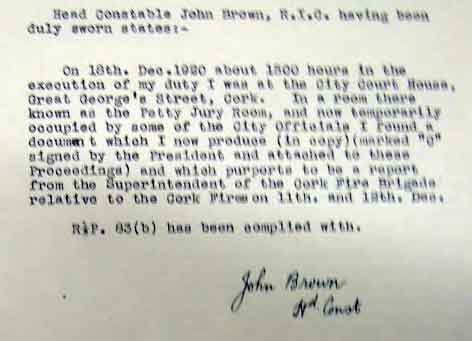 Head Constable John Brown, R.I.C. having been
duly sworn states:-
On 18th. Dec.1920 about 1500 hours in the
execution of my duty I was at the City Court House,
Great George's Street, Cork. In a room there
known as the Petty Jury Room, and now temporarily
occupied by some of the City Officials I found a
document which I now produce (in copy)(marked "C"
signed by the President and attached to these
Proceedings) and which purports to be a report
from the Superintendent of the Cork Fire Brigade
relative to the Cork Fires on 11th. and 12th. Dec.
R.P. 83(b) has been complied with.
John Brown
Hd. Const